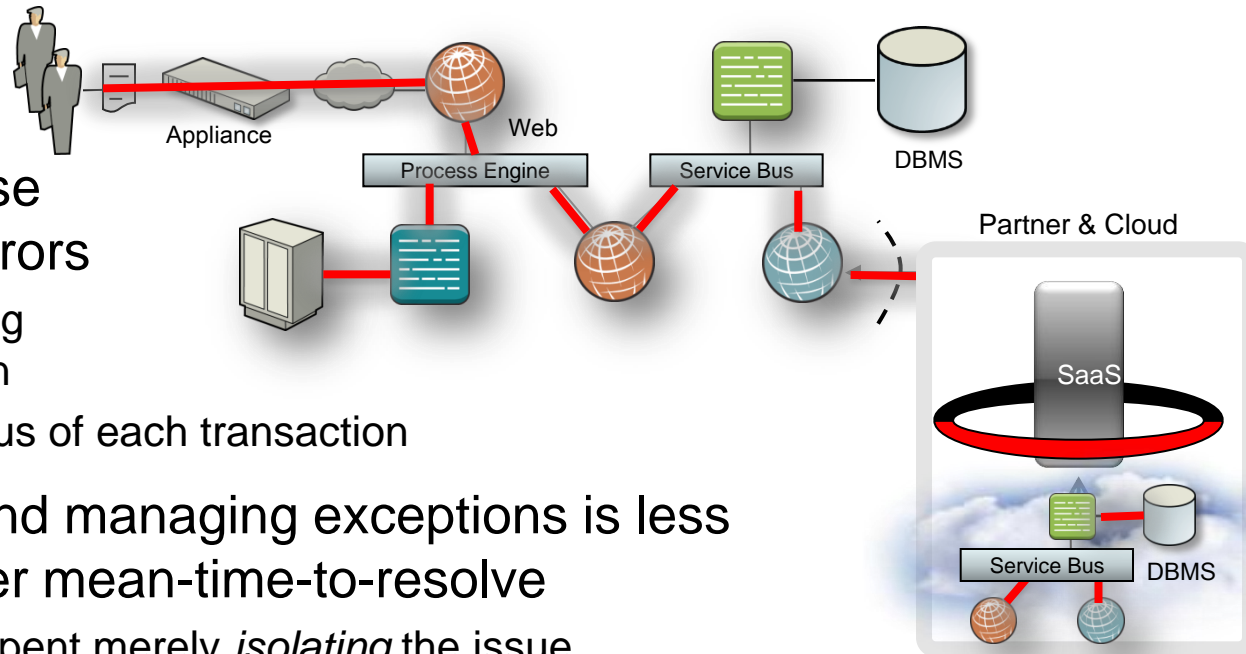 Appliance
Web
Process Engine
Service Bus
DBMS
Partner & Cloud
SaaS
Service Bus
DBMS
se
rors
g
n
us of each transaction
nd managing exceptions is less
er mean-time-to-resolve
pent merely isolating the issue